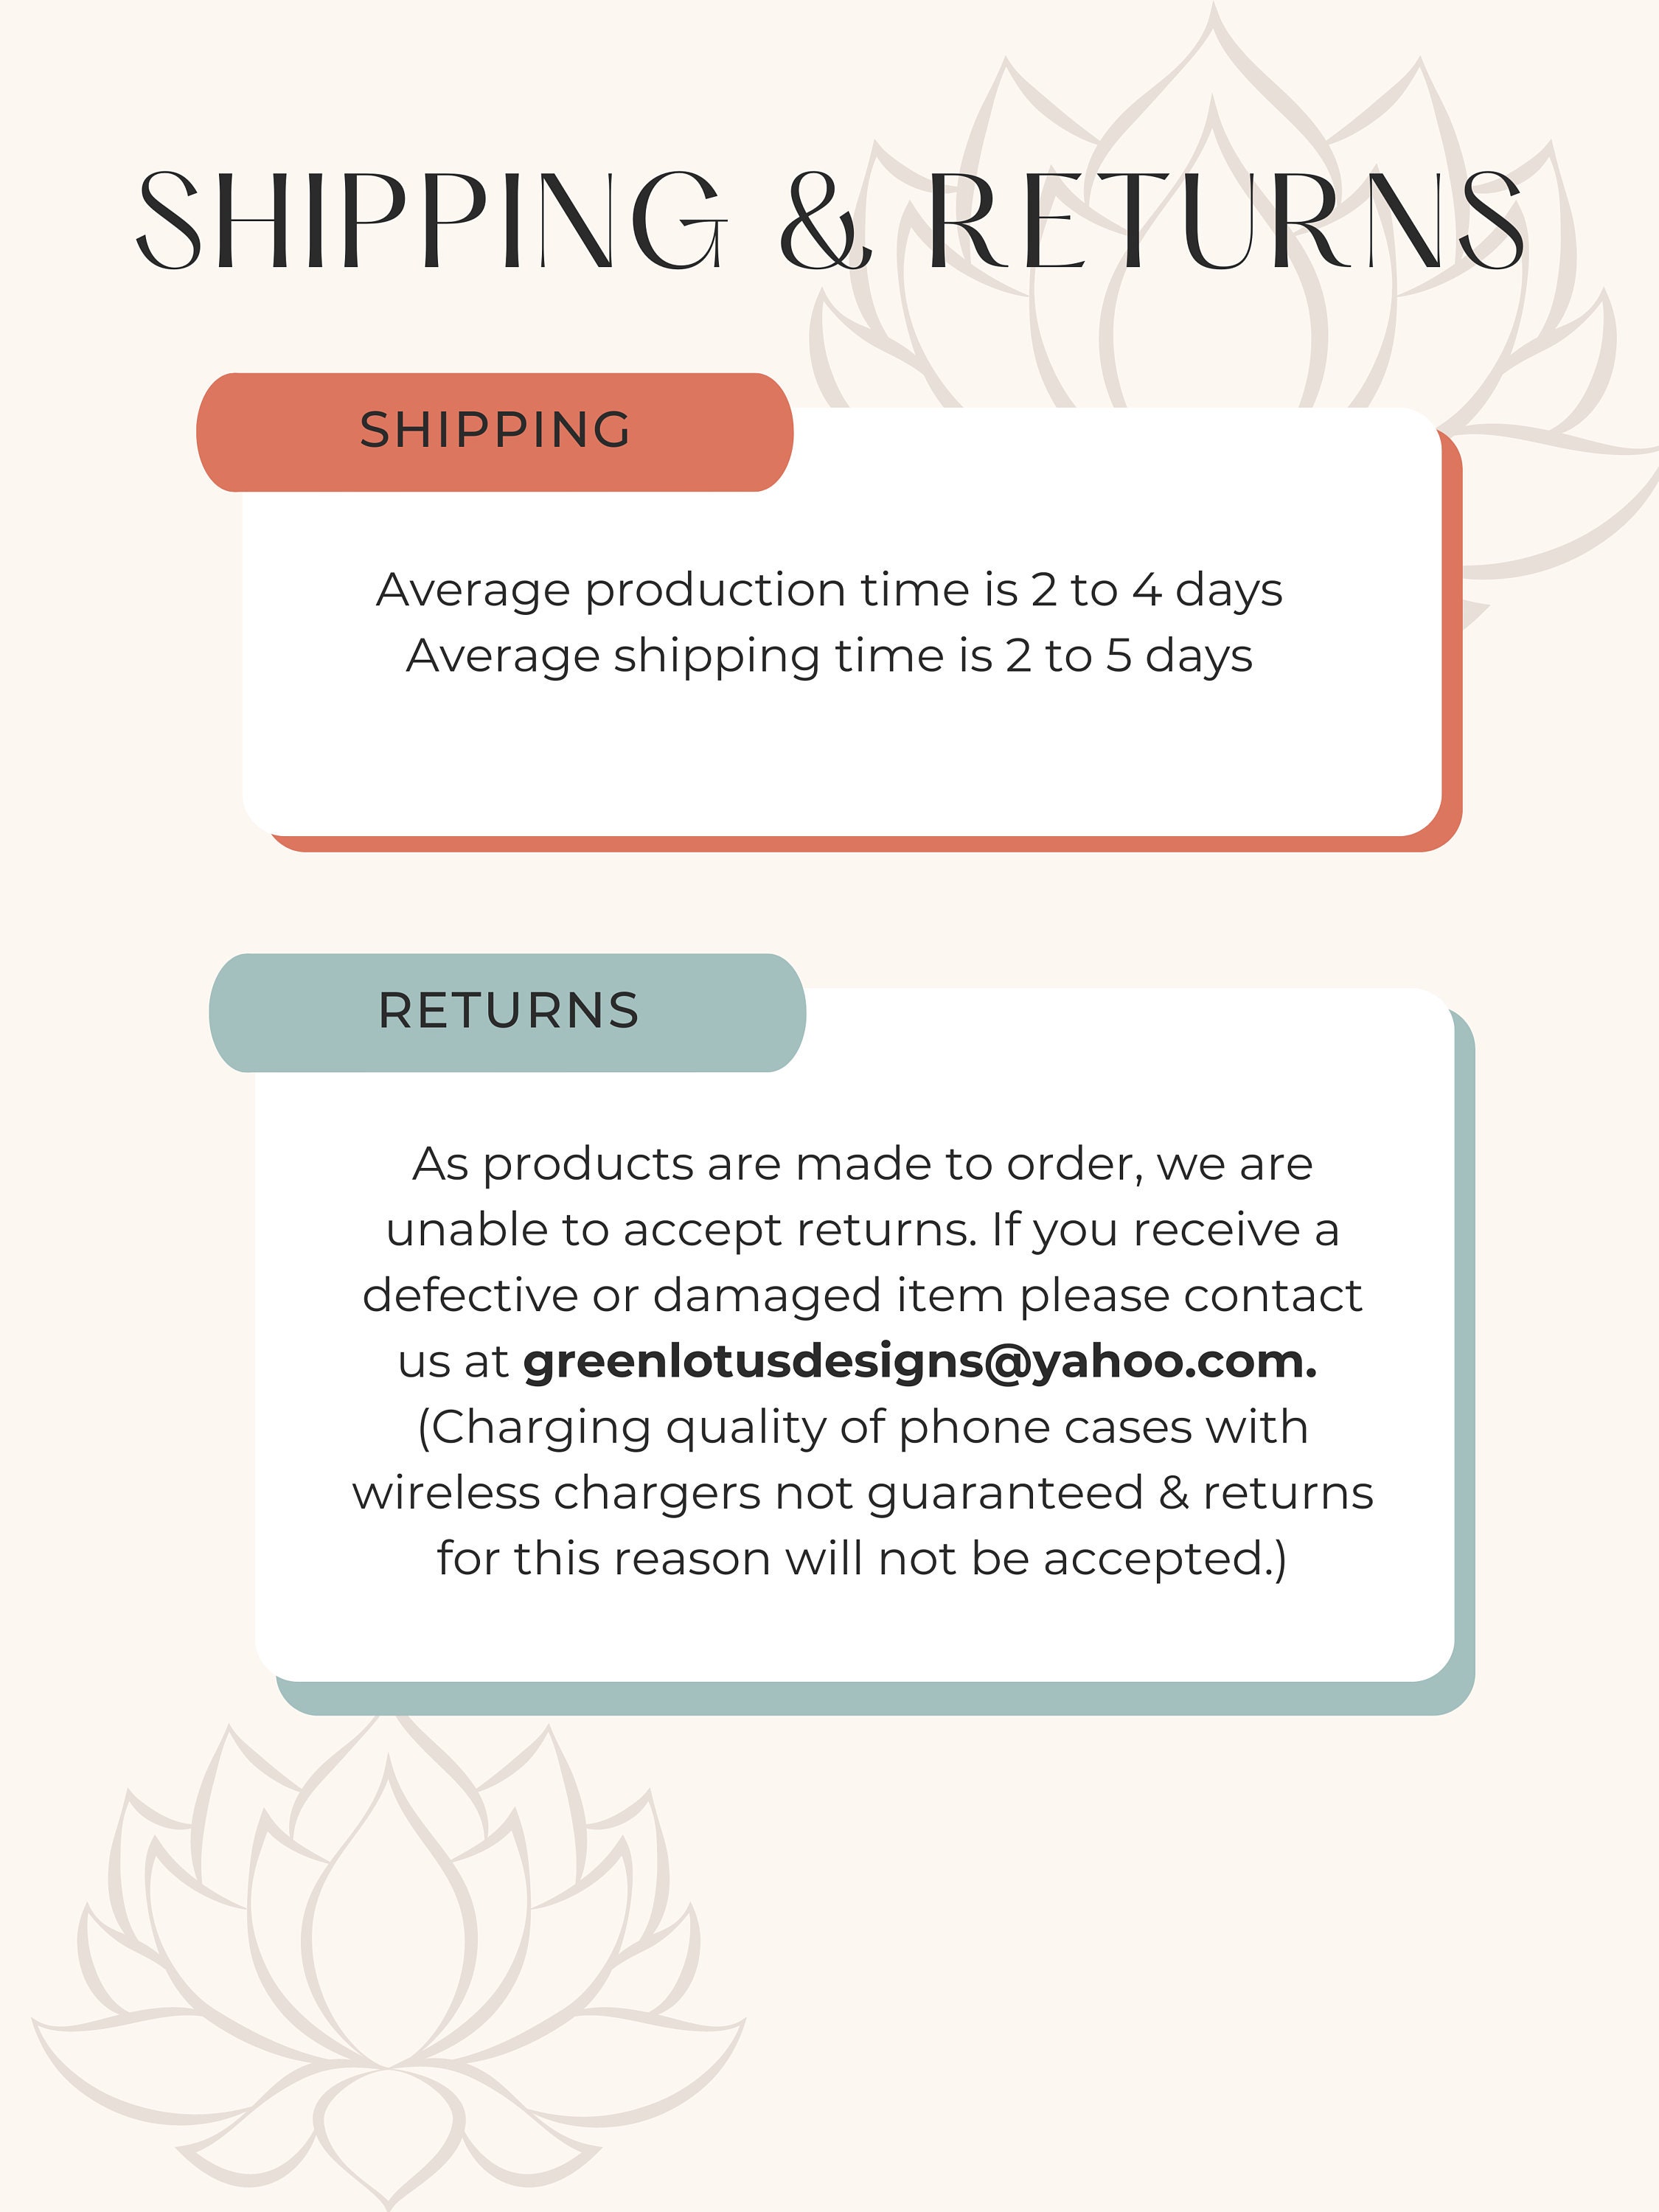 SHIPPING & RETURNS
SHIPPING
Average production time is 2 to 4 days
Average shipping time is 2 to 5 days
RETURNS
As products are made to order, we are
unable to accept returns. If you receive a
defective or damaged item please contact
us at greenlotusdesigns@yahoo.com.
(Charging quality of phone cases with
wireless chargers not guaranteed & returns
for this reason will not be accepted.)